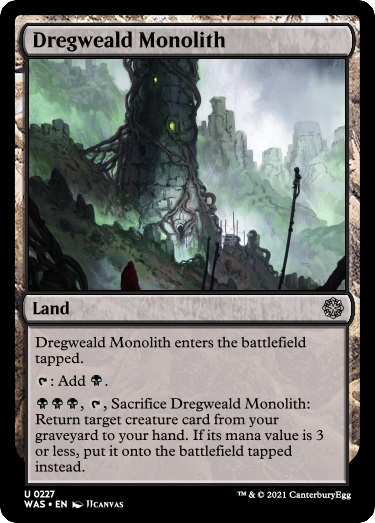 Dregweald Monolith
Land
Dregweald Monolith enters the battlefield
tapped.
: Add .
, , Sacrifice Dregweald Monolith:
Return target creature card from your
graveyard to your hand. If its mana value is 3
or less, put it onto the battlefield tapped
instead.
U 0227
WAS • EN JJCANVAS
™ & © 2021 CanterburyEgg